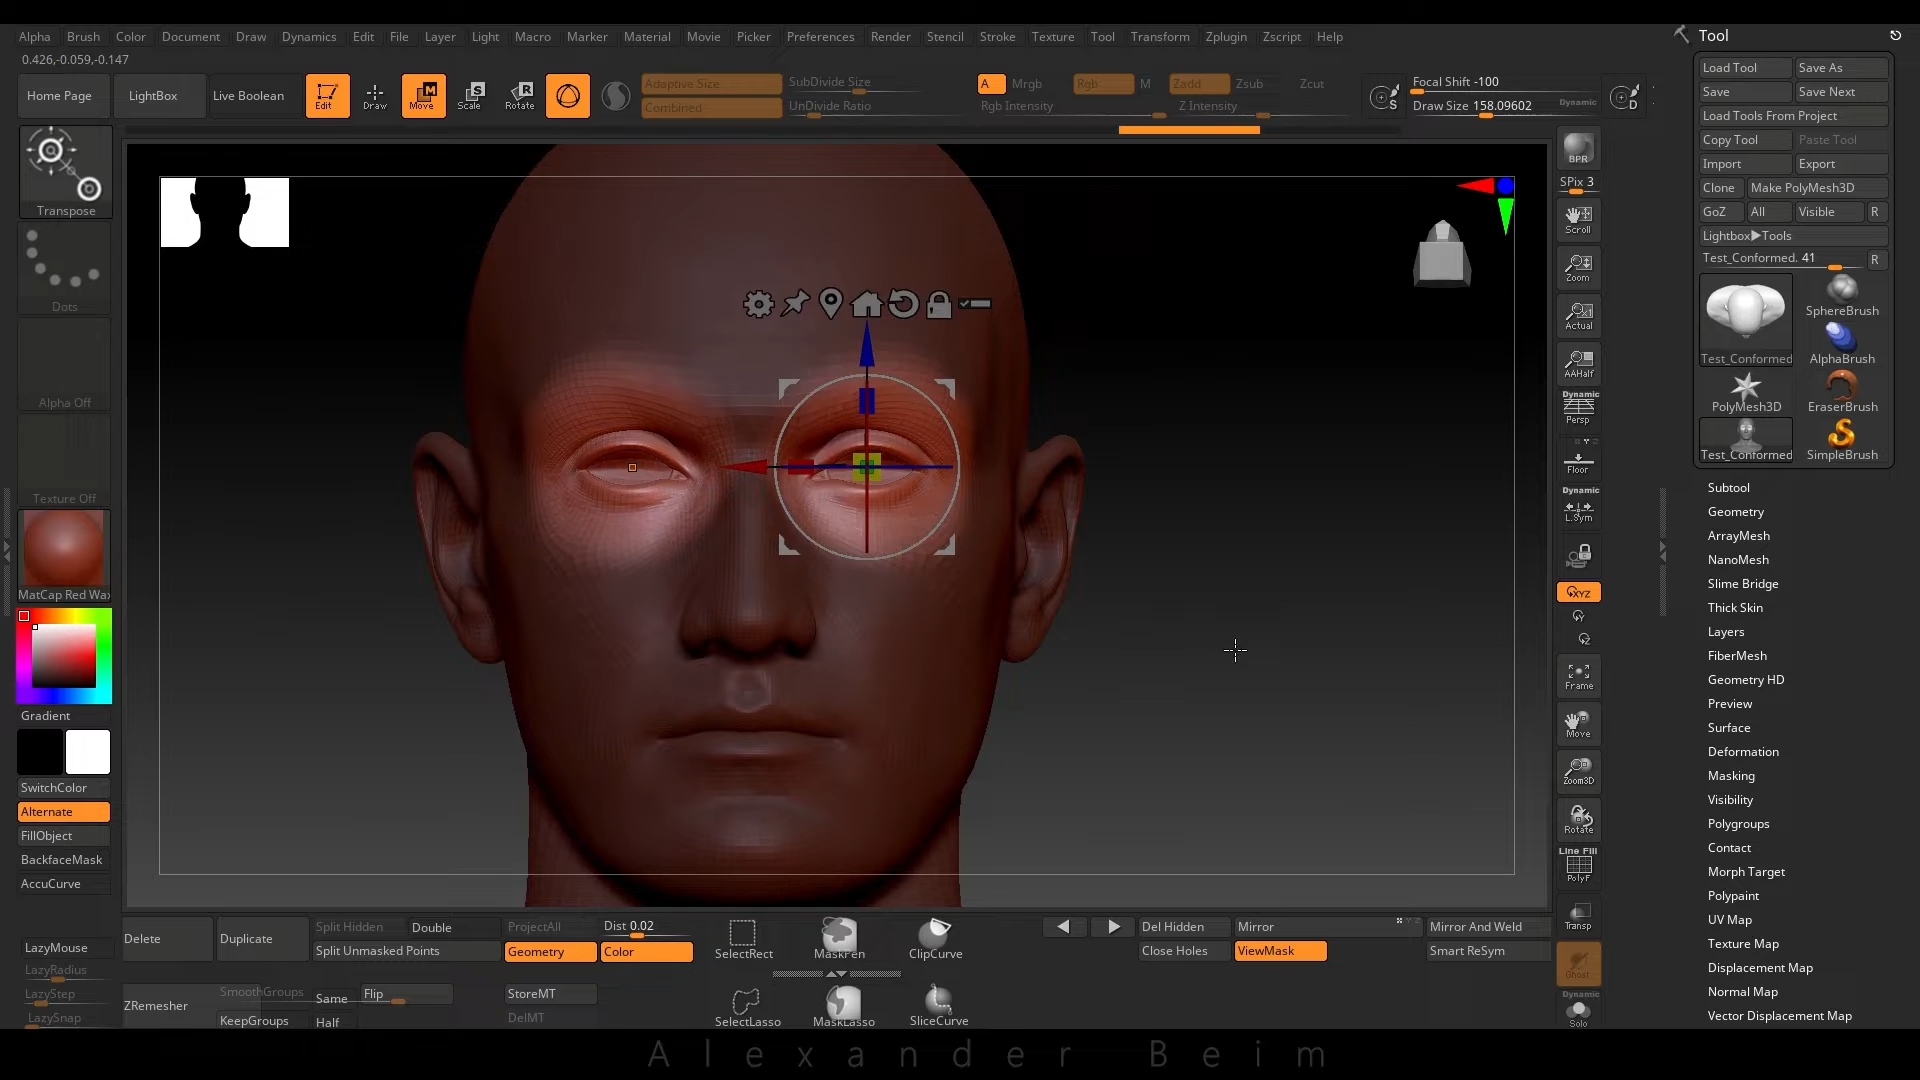 Alpha Brush Color Document Draw Dynamics Edit File Layer Light Macro Marker Material Movie Picker Preferences Render Stencil Stroke Texture Tool Transform Zplugin Zscript Help
0.426,-0.059,-0.147
Home Page LightBox Live Boolean Edit Draw Move Scale Rotate
Adaptive Size SubDivide Size
Combined UnDivide Ratio
A Mrgb Rgb M Zadd Zsub Zcut
Rgb Intensity Z Intensity
Focal Shift -100
Draw Size 158.09602 Dynamic
S D
Transpose
Dots
Alpha Off
Texture Off
MatCap Red Wax
Gradient
SwitchColor
Alternate
FillObject
BackfaceMask
AccuCurve
LazyMouse
LazyRadius
LazyStep
LazySnap
BPR
SPix 3
Scroll
Zoom
Actual
AAHalf
Dynamic
Persp
Floor
Dynamic
L.Sym
XYZ
Y
Z
Frame
Move
Zoom3D
Rotate
Line Fill
PolyF
Transp
Ghost
Dynamic
Solo
Tool
Load Tool Save As
Save Save Next
Load Tools From Project
Copy Tool Paste Tool
Import Export
Clone Make PolyMesh3D
GoZ All Visible R
Lightbox▶Tools
Test_Conformed. 41 R
Test_Conformed SphereBrush
AlphaBrush
PolyMesh3D EraserBrush
Test_Conformed SimpleBrush
Subtool
Geometry
ArrayMesh
NanoMesh
Slime Bridge
Thick Skin
Layers
FiberMesh
Geometry HD
Preview
Surface
Deformation
Masking
Visibility
Polygroups
Contact
Morph Target
Polypaint
UV Map
Texture Map
Displacement Map
Normal Map
Vector Displacement Map
Delete Duplicate Split Hidden Double ProjectAll Dist 0.02
Split Unmasked Points Geometry Color
SelectRect MaskPen ClipCurve
Del Hidden Mirror Mirror And Weld
Close Holes ViewMask Smart ReSym
ZRemesher SmoothGroups Same Flip StoreMT
KeepGroups Half DelMT
SelectLasso MaskLasso SliceCurve
Alexander Beim